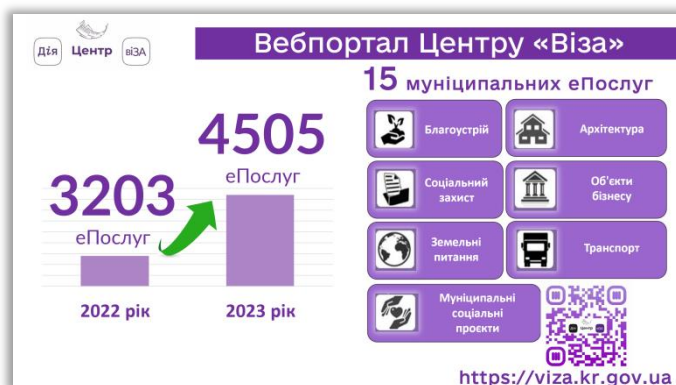 Дія Центр віЗА
Вебпортал Центру «Віза»
15 муніципальних еПослуг
4505
еПослуг
3203
еПослуг
2022 рік
2023 рік
Благоустрій
Архітектура
Соціальний
захист
Об'єкти
бізнесу
Земельні
питання
Транспорт
Муніципальні
соціальні
проєкти
https://viza.kr.gov.ua